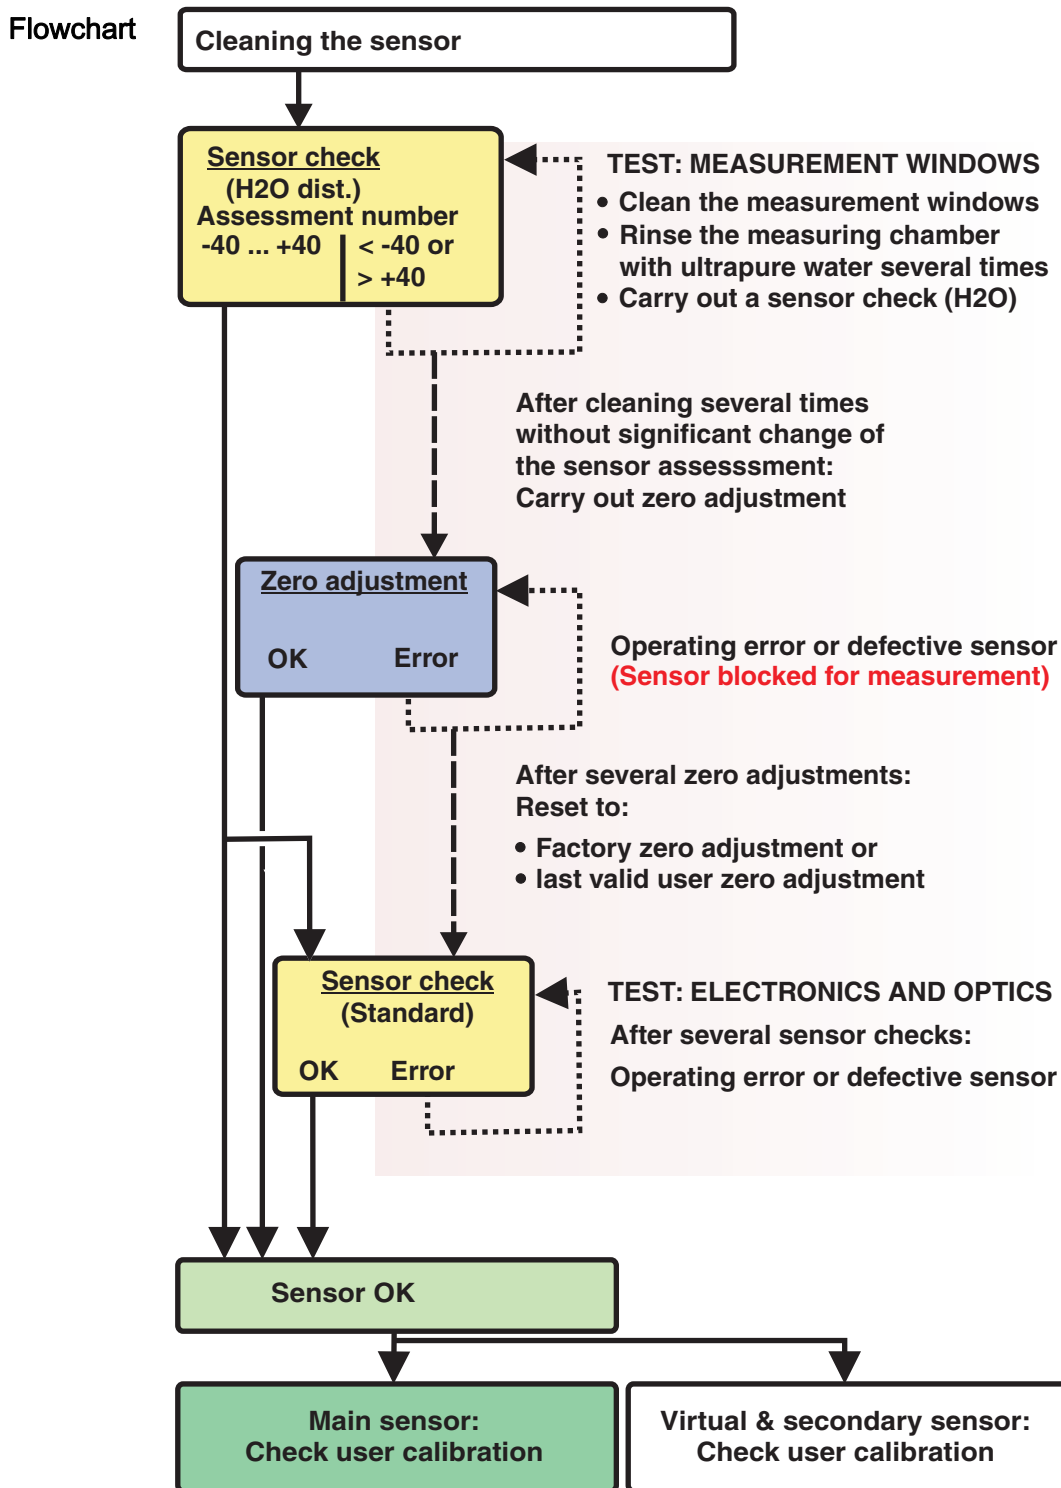 Flowchart
Cleaning the sensor
Sensor check
(H2O dist.)
Assessment number
-40 ... +40
< -40 or
> +40
TEST: MEASUREMENT WINDOWS
• Clean the measurement windows
• Rinse the measuring chamber
with ultrapure water several times
• Carry out a sensor check (H2O)
After cleaning several times
without significant change of
the sensor assesssment:
Carry out zero adjustment
Zero adjustment
OK Error
Operating error or defective sensor
(Sensor blocked for measurement)
After several zero adjustments:
Reset to:
• Factory zero adjustment or
• last valid user zero adjustment
Sensor check
(Standard)
OK Error
TEST: ELECTRONICS AND OPTICS
After several sensor checks:
Operating error or defective sensor
Sensor OK
Main sensor:
Check user calibration
Virtual & secondary sensor:
Check user calibration